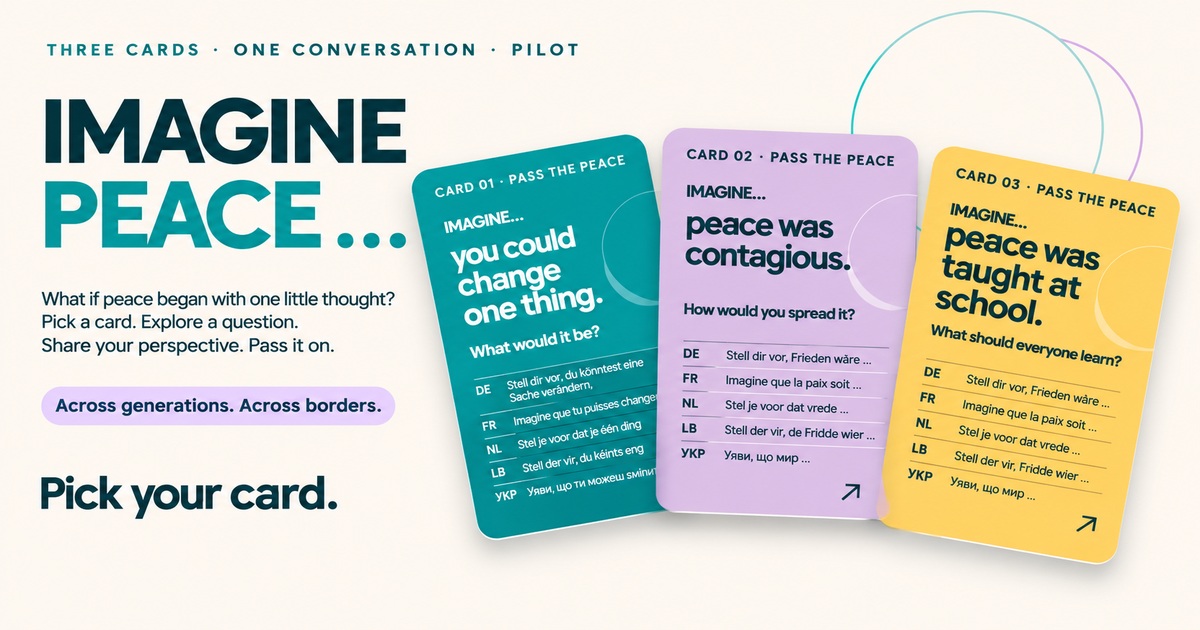 THREE CARDS · ONE CONVERSATION · PILOT
IMAGINE
PEACE ...
What if peace began with one little thought?
Pick a card. Explore a question.
Share your perspective. Pass it on.
Across generations. Across borders.
Pick your card.
CARD 01 · PASS THE PEACE
IMAGINE...
you could
change
one thing.
What would it be?
DE Stell dir vor, du könntest eine
Sache verändern,
FR Imagine que tu puisses change
NL Stel je voor dat je één ding
LB Stell der vir, du kéints eng
УКР Уяви, що ти можеш
CARD 02 · PASS THE PEACE
IMAGINE...
peace was
contagious.
How would you spread it?
DE Stell dir vor, Frieden wàre ...
FR Imagine que la paix soit ...
NL Stel je voor dat vrede ...
LB Stell der vir, de Fridde wier ...
УКР Уяви, що мир ...
CARD 03 · PASS THE PEACE
IMAGINE...
peace was
taught at
school.
What should everyone learn?
DE Stell dir vor, Frieden wàre ...
FR Imagine que la paix soit ...
NL Stel je voor dat vrede ...
LB Stell der vir, Fridde wier ...
УКР Уяви, що мир ...